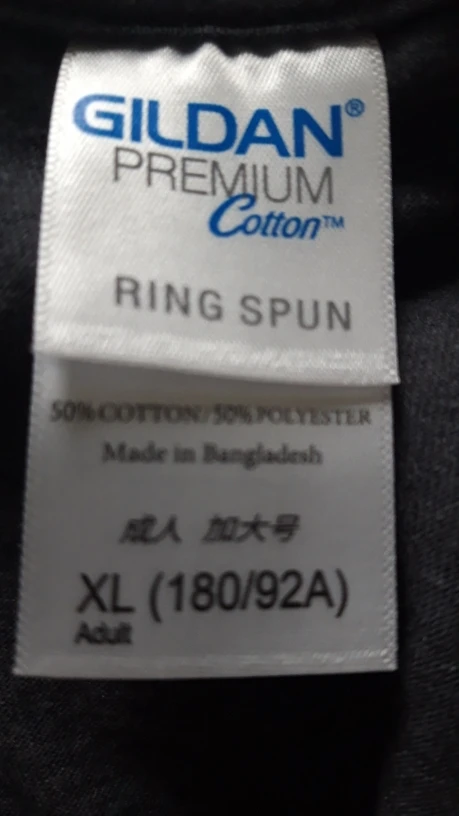 GILDAN®
PREMIUM
Cotton™
RING SPUN
50% COTTON/50% POLYESTER
Made in Bangladesh
成人 加大号
XL (180/92A)
Adult